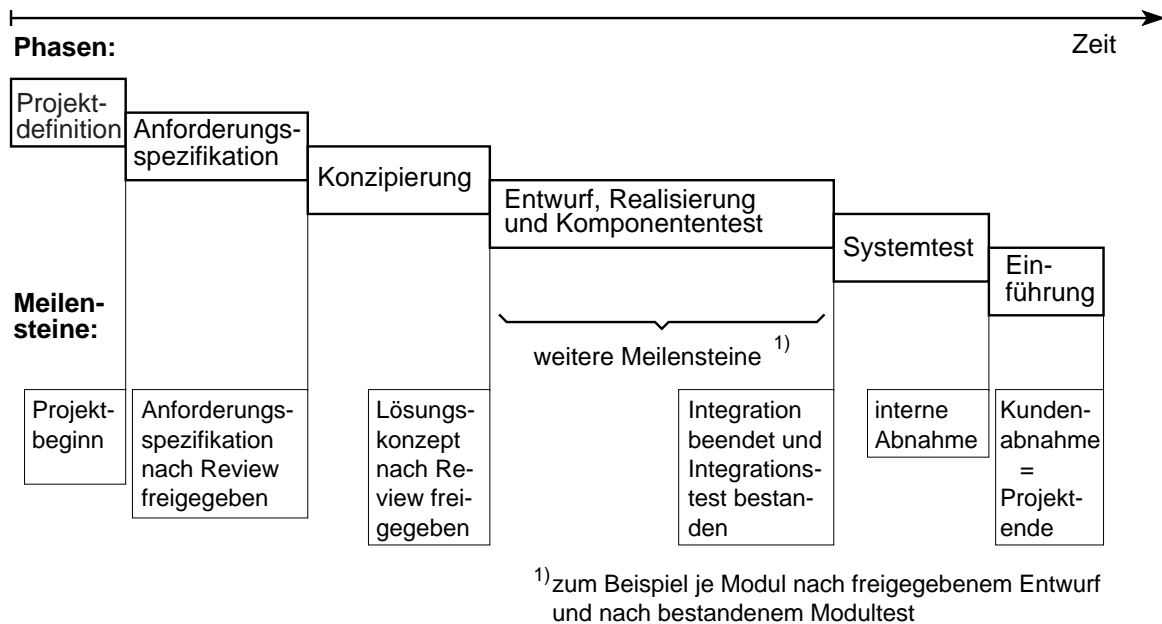 Zeit
Phasen:
Projekt-
definition
Anforderungs-
spezifikation
Konzipierung
Entwurf, Realisierung
und Komponententest
Systemtest
Ein-
führung
Meilen-
steine:
weitere Meilensteine 1)
Projekt-
beginn
Anforderungs-
spezifikation
nach Review
freigegeben
Lösungs-
konzept
nach Re-
view frei-
gegeben
Integration
beendet und
Integrations-
test bestan-
den
interne
Abnahme
Kunden-
abnahme
=
Projekt-
ende
1) zum Beispiel je Modul nach freigegebenem Entwurf
und nach bestandenem Modultest